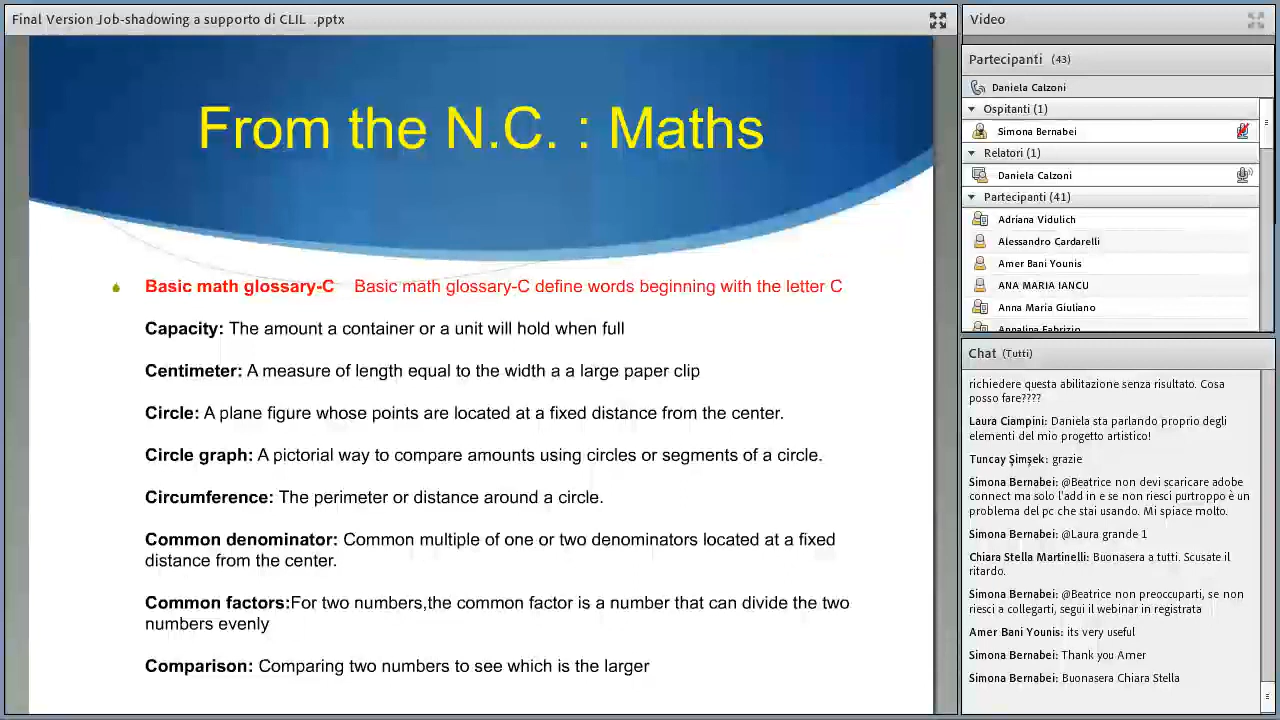 Final Version Job-shadowing a supporto di CLIL .pptx
From the N.C. : Maths
Basic math glossary-C Basic math glossary-C define words beginning with the letter C
Capacity: The amount a container or a unit will hold when full
Centimeter: A measure of length equal to the width a a large paper clip
Circle: A plane figure whose points are located at a fixed distance from the center.
Circle graph: A pictorial way to compare amounts using circles or segments of a circle.
Circumference: The perimeter or distance around a circle.
Common denominator: Common multiple of one or two denominators located at a fixed
distance from the center.
Common factors:For two numbers,the common factor is a number that can divide the two
numbers evenly
Comparison: Comparing two numbers to see which is the larger
Video
Partecipanti (43)
Daniela Calzoni
Ospitanti (1)
Simona Bernabei
Relatori (1)
Daniela Calzoni
Partecipanti (41)
Adriana Vidulich
Alessandro Cardarelli
Amer Bani Younis
ANA MARIA IANCU
Anna Maria Giuliano
Annalina Fabrizio
Chat (Tutti)
richiedere questa abilitazione senza risultato. Cosa
posso fare????
Laura Ciampini: Daniela sta parlando proprio degli
elementi del mio progetto artistico!
Tuncay Şimşek: grazie
Simona Bernabei: @Beatrice non devi scaricare adobe
connect ma solo l'add in e se non riesci purtroppo è un
problema del pc che stai usando. Mi spiace molto.
Simona Bernabei: @Laura grande 1
Chiara Stella Martinelli: Buonasera a tutti. Scusate il
ritardo.
Simona Bernabei: @Beatrice non preoccuparti, se non
riesci a collegarti, segui il webinar in registrata
Amer Bani Younis: its very useful
Simona Bernabei: Thank you Amer
Simona Bernabei: Buonasera Chiara Stella